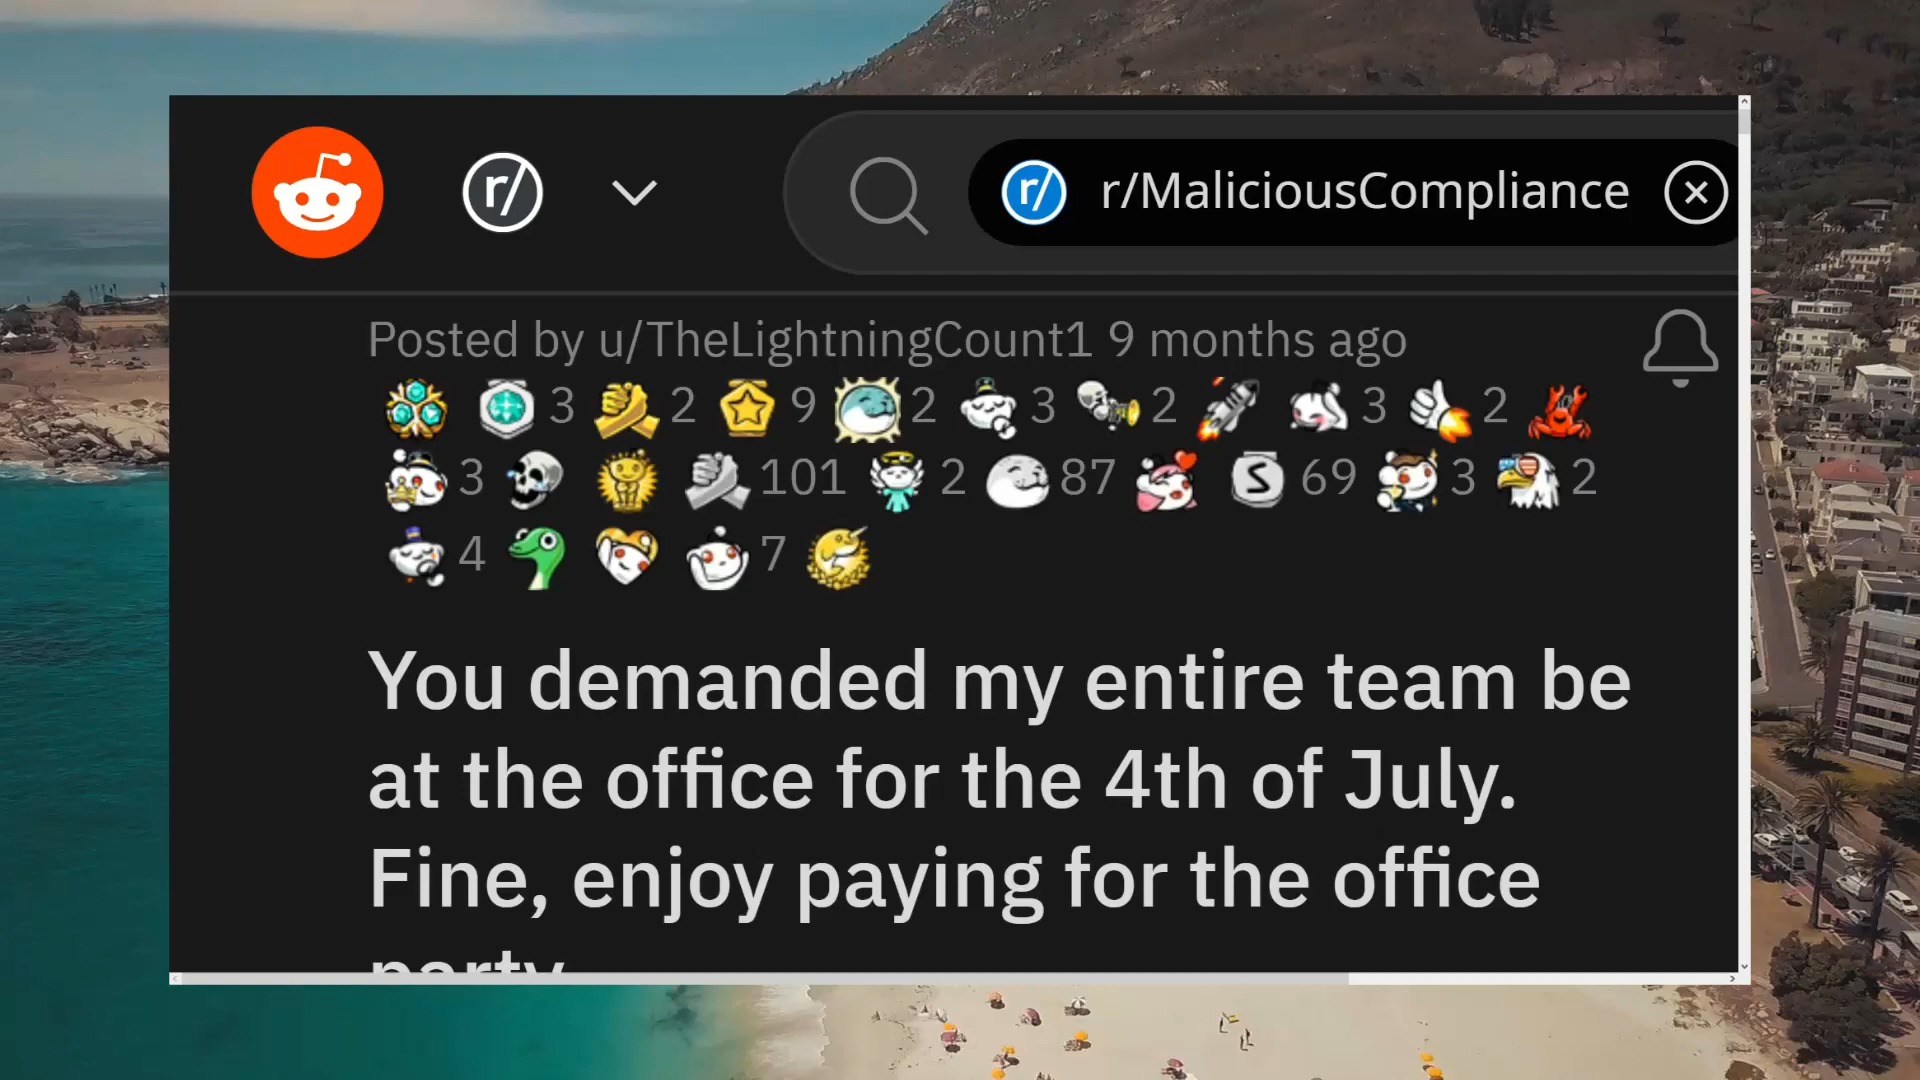 r/
r/ r/MaliciousCompliance
Posted by u/TheLightningCount1 9 months ago
3 2 9 2 3 2 3 2
3 101 2 87 S 69 3 2
4 7
You demanded my entire team be
at the office for the 4th of July.
Fine, enjoy paying for the office
party